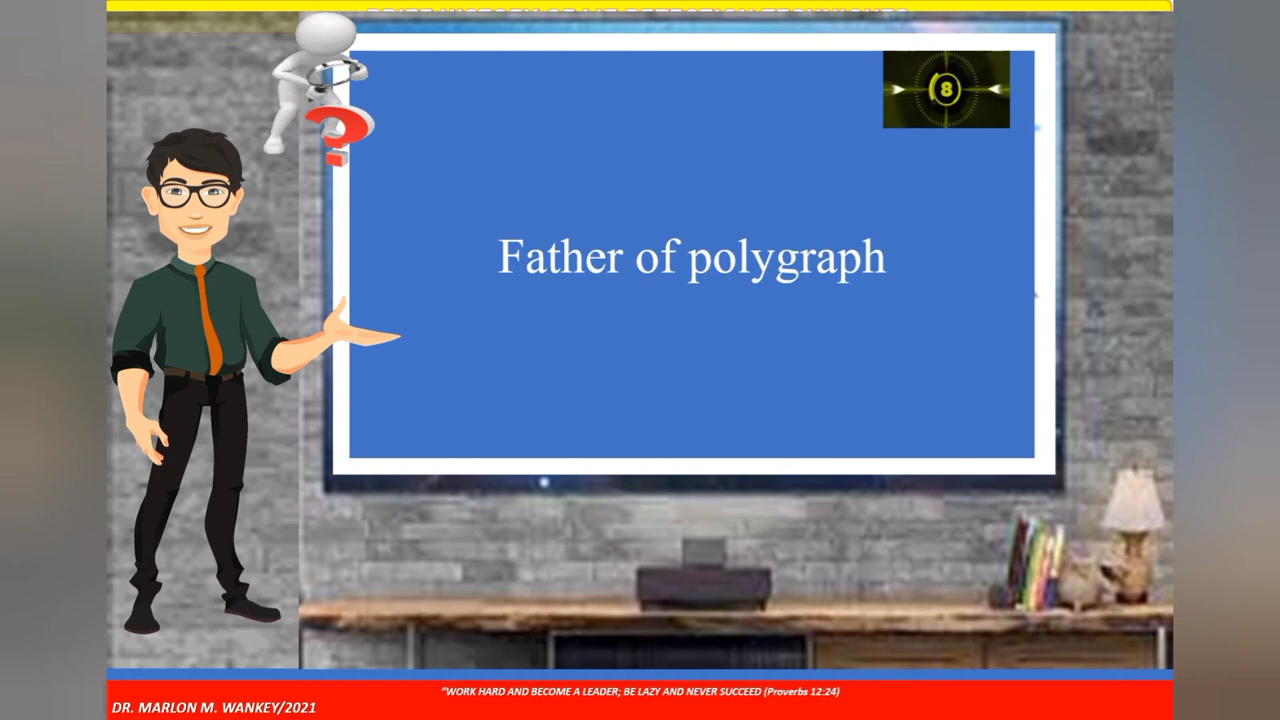 8
Father of polygraph
"WORK HARD AND BECOME A LEADER; BE LAZY AND NEVER SUCCEED (Proverbs 12:24)
DR. MARLON M. WANKEY/2021